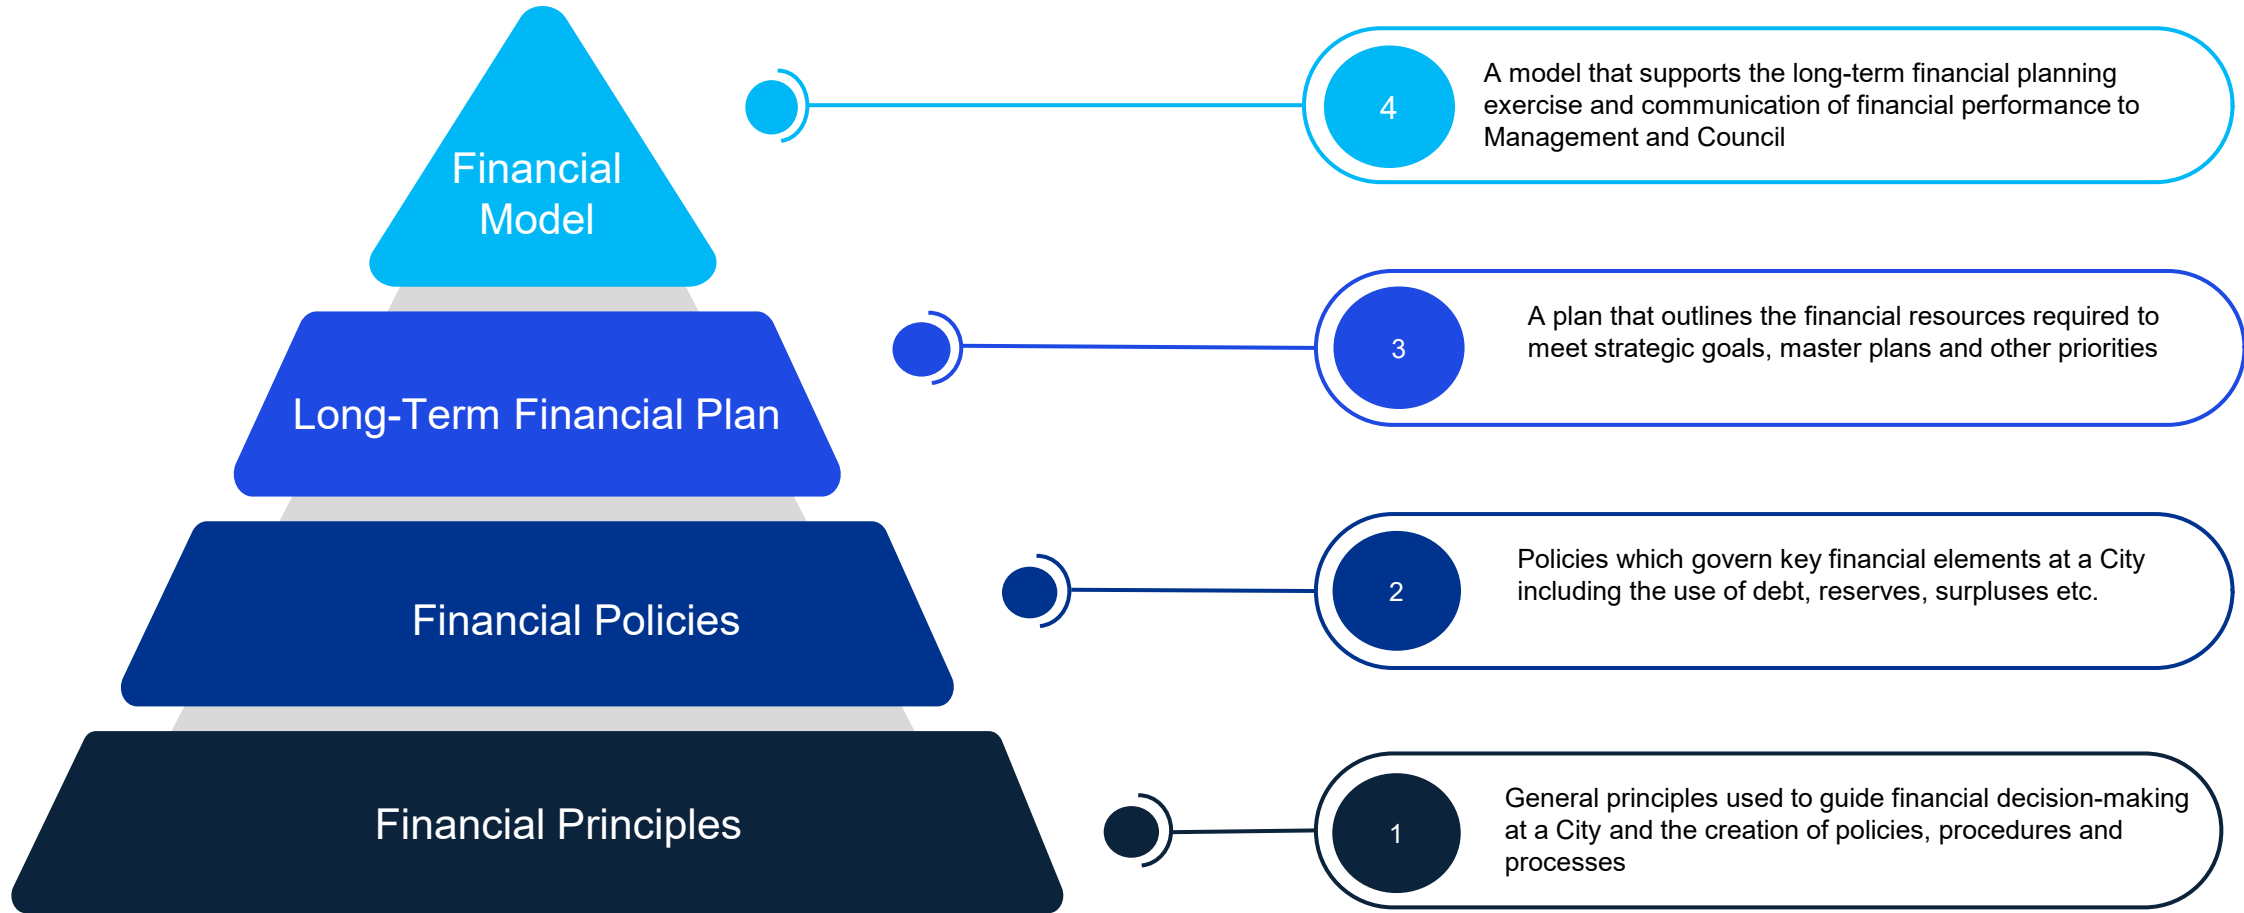 Financial
Model
4
A model that supports the long-term financial planning
exercise and communication of financial performance to
Management and Council
Long-Term Financial Plan
3
A plan that outlines the financial resources required to
meet strategic goals, master plans and other priorities
Financial Policies
2
Policies which govern key financial elements at a City
including the use of debt, reserves, surpluses etc.
Financial Principles
1
General principles used to guide financial decision-making
at a City and the creation of policies, procedures and
processes